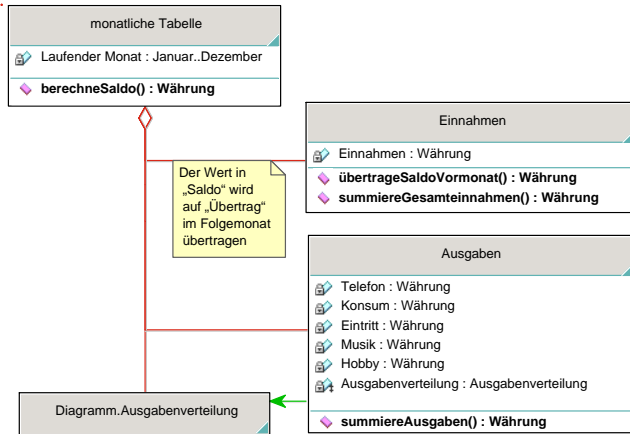 monatliche Tabelle
Laufender Monat : Januar..Dezember
berechneSaldo() : Währung
Einnahmen
Einnahmen : Währung
übertrageSaldoVormonat() : Währung
summiereGesamteinnahmen() : Währung
Der Wert in
„Saldo“ wird
auf „Übertrag“
im Folgemonat
übertragen
Ausgaben
Telefon : Währung
Konsum : Währung
Eintritt : Währung
Musik : Währung
Hobby : Währung
Ausgabenverteilung : Ausgabenverteilung
summiereAusgaben() : Währung
Diagramm.Ausgabenverteilung